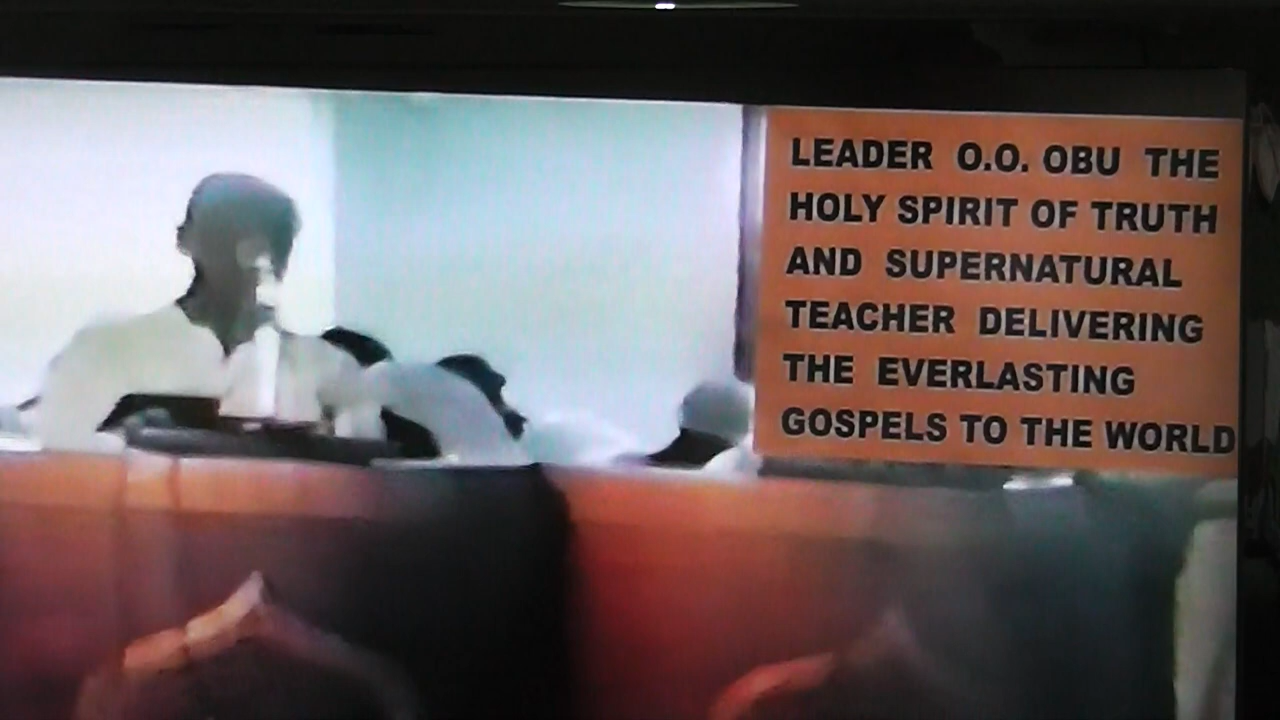 LEADER O.O. OBU THE
HOLY SPIRIT OF TRUTH
AND SUPERNATURAL
TEACHER DELIVERING
THE EVERLASTING
GOSPELS TO THE WORLD